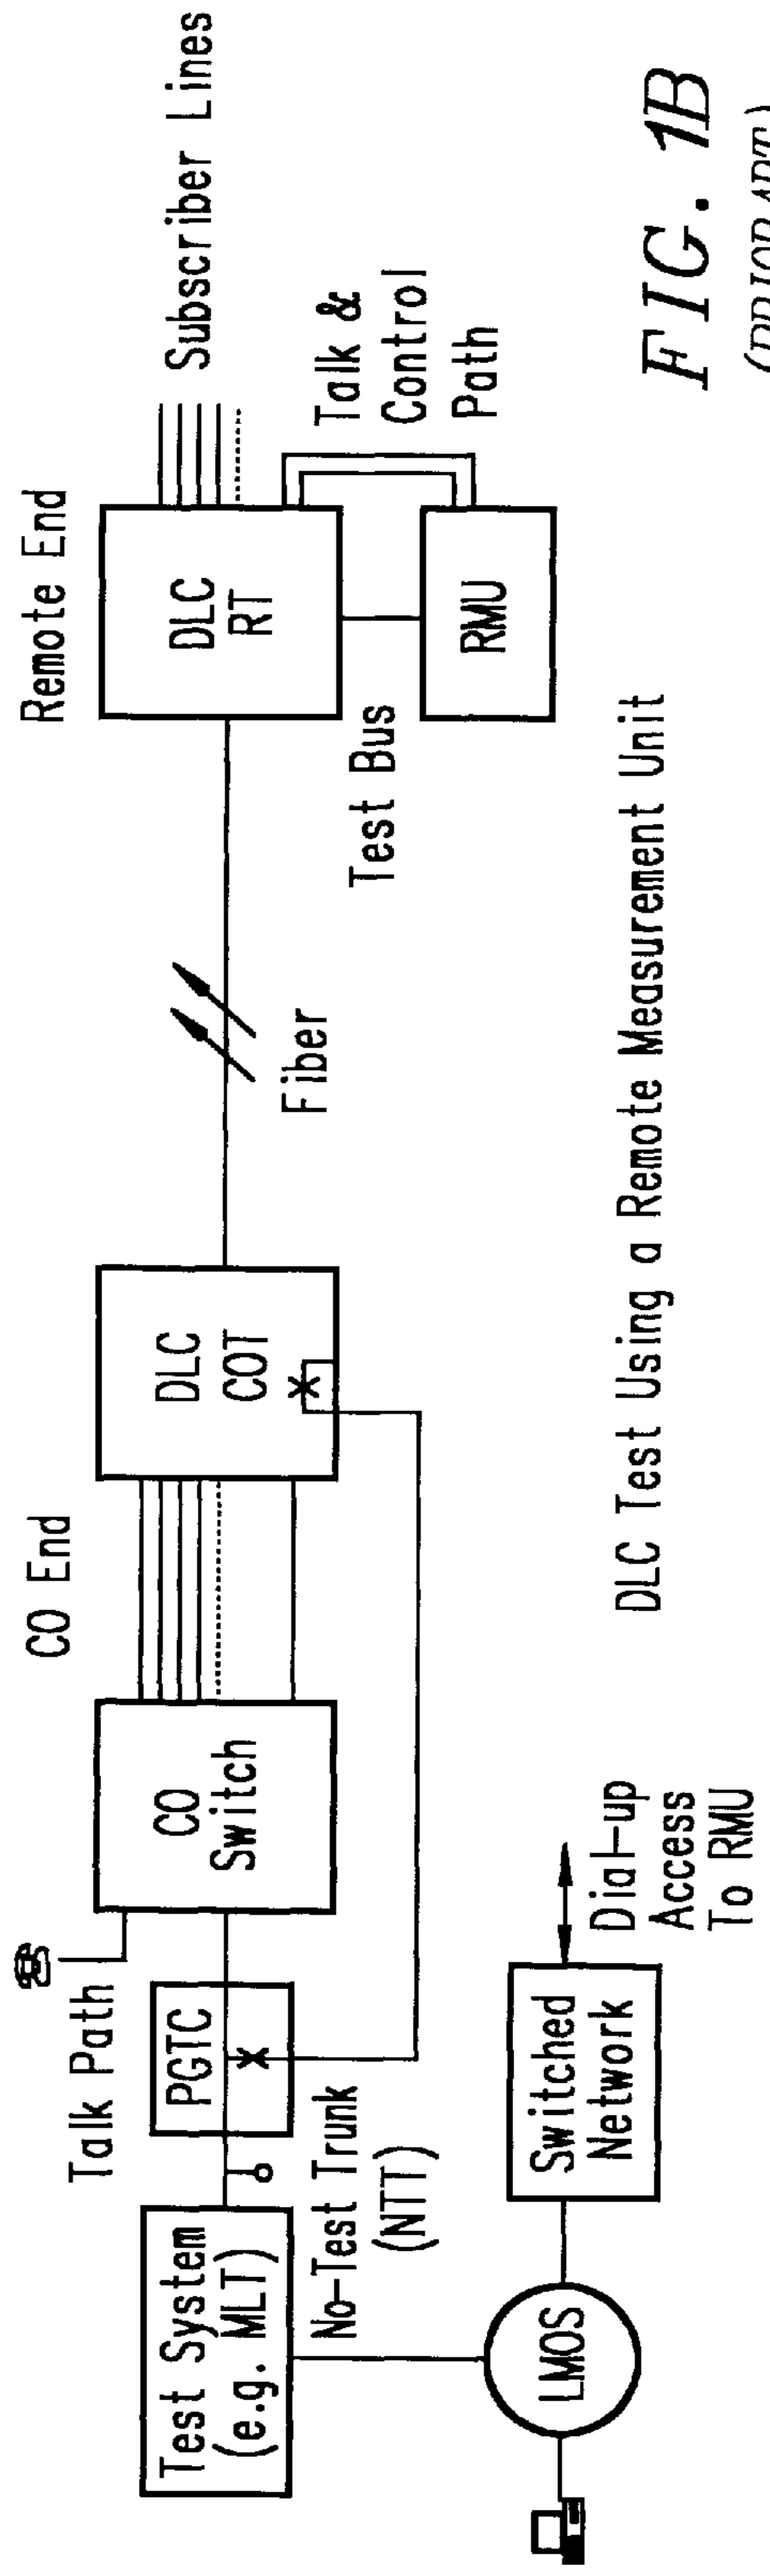 CO End
Remote End
Talk Path
Subscriber Lines
Test System
(e.g. MLT)
PGTC
CO
Switch
DLC
COT
DLC
RT
Fiber
Talk &
Control
Path
No-Test Trunk
(NTT)
Test Bus
RMU
LMOS
Switched
Network
Dial-up
Access
To RMU
DLC Test Using a Remote Measurement Unit
FIG. 1B
(PRIOR ART)